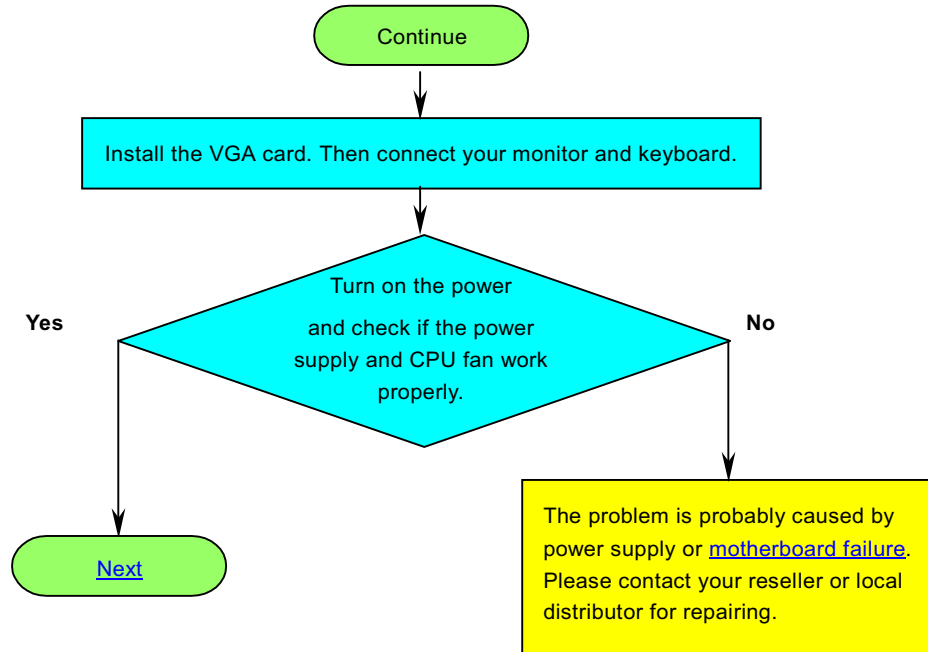 Continue
Install the VGA card. Then connect your monitor and keyboard.
Turn on the power
and check if the power
supply and CPU fan work
properly.
Yes
No
Next
The problem is probably caused by
power supply or motherboard failure.
Please contact your reseller or local
distributor for repairing.